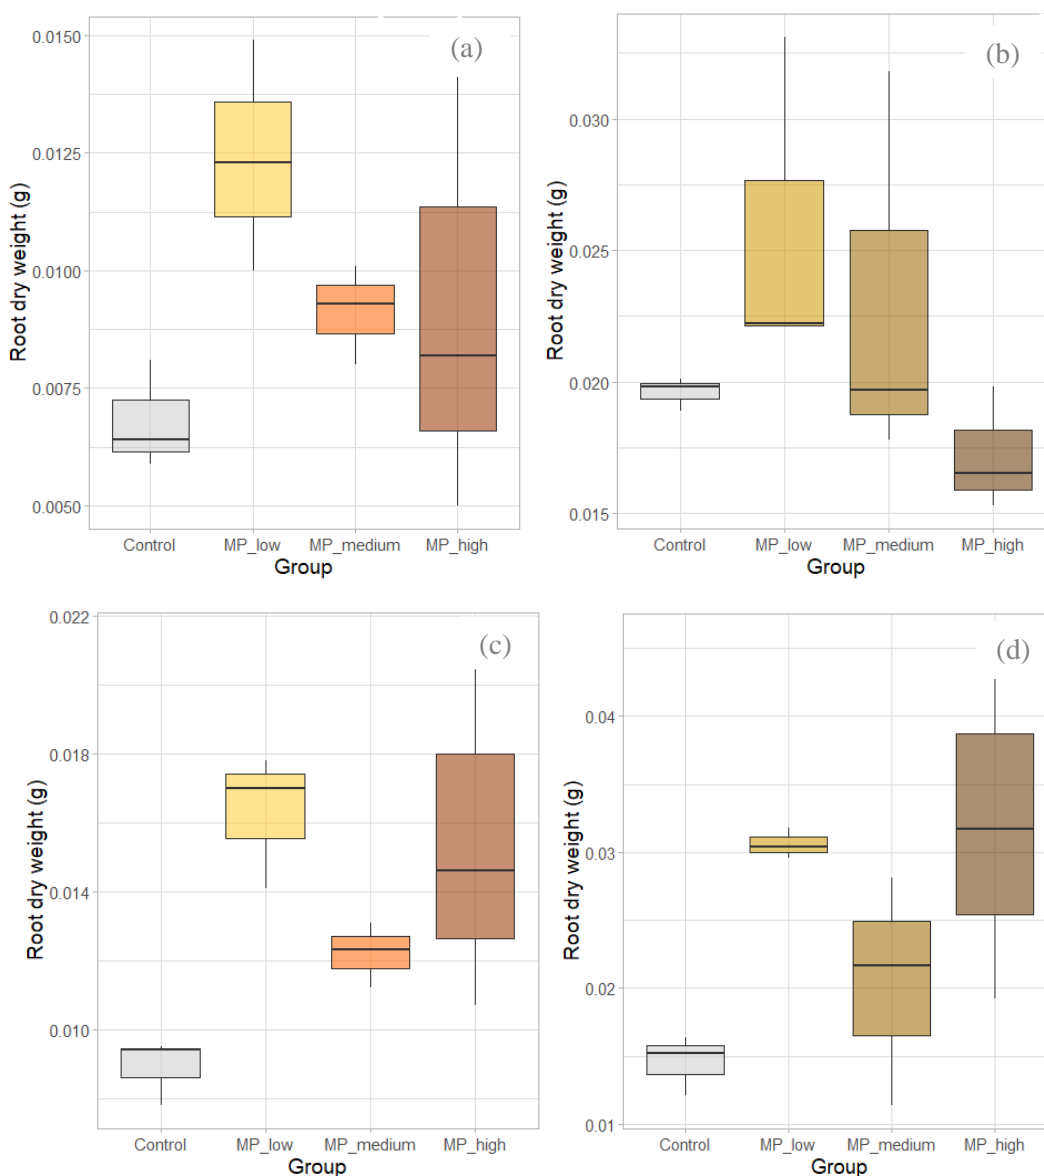 (a)
0.0150
0.0125
0.0100
0.0075
0.0050
Root dry weight (g)
Control MP_low MP_medium MP_high
Group
(b)
0.030
0.025
0.020
0.015
Root dry weight (g)
Control MP_low MP_medium MP_high
Group
(c)
0.022
0.018
0.014
0.010
Root dry weight (g)
Control MP_low MP_medium MP_high
Group
(d)
0.04
0.03
0.02
0.01
Root dry weight (g)
Control MP_low MP_medium MP_high
Group